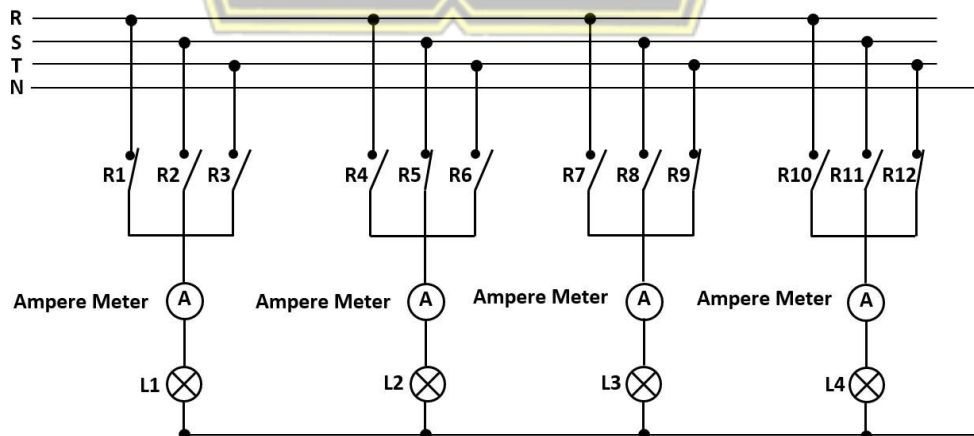 R
S
T
N
R1 R2 R3 R4 R5 R6 R7 R8 R9 R10 R11 R12
Ampere Meter A Ampere Meter A Ampere Meter A Ampere Meter A
L1 L2 L3 L4